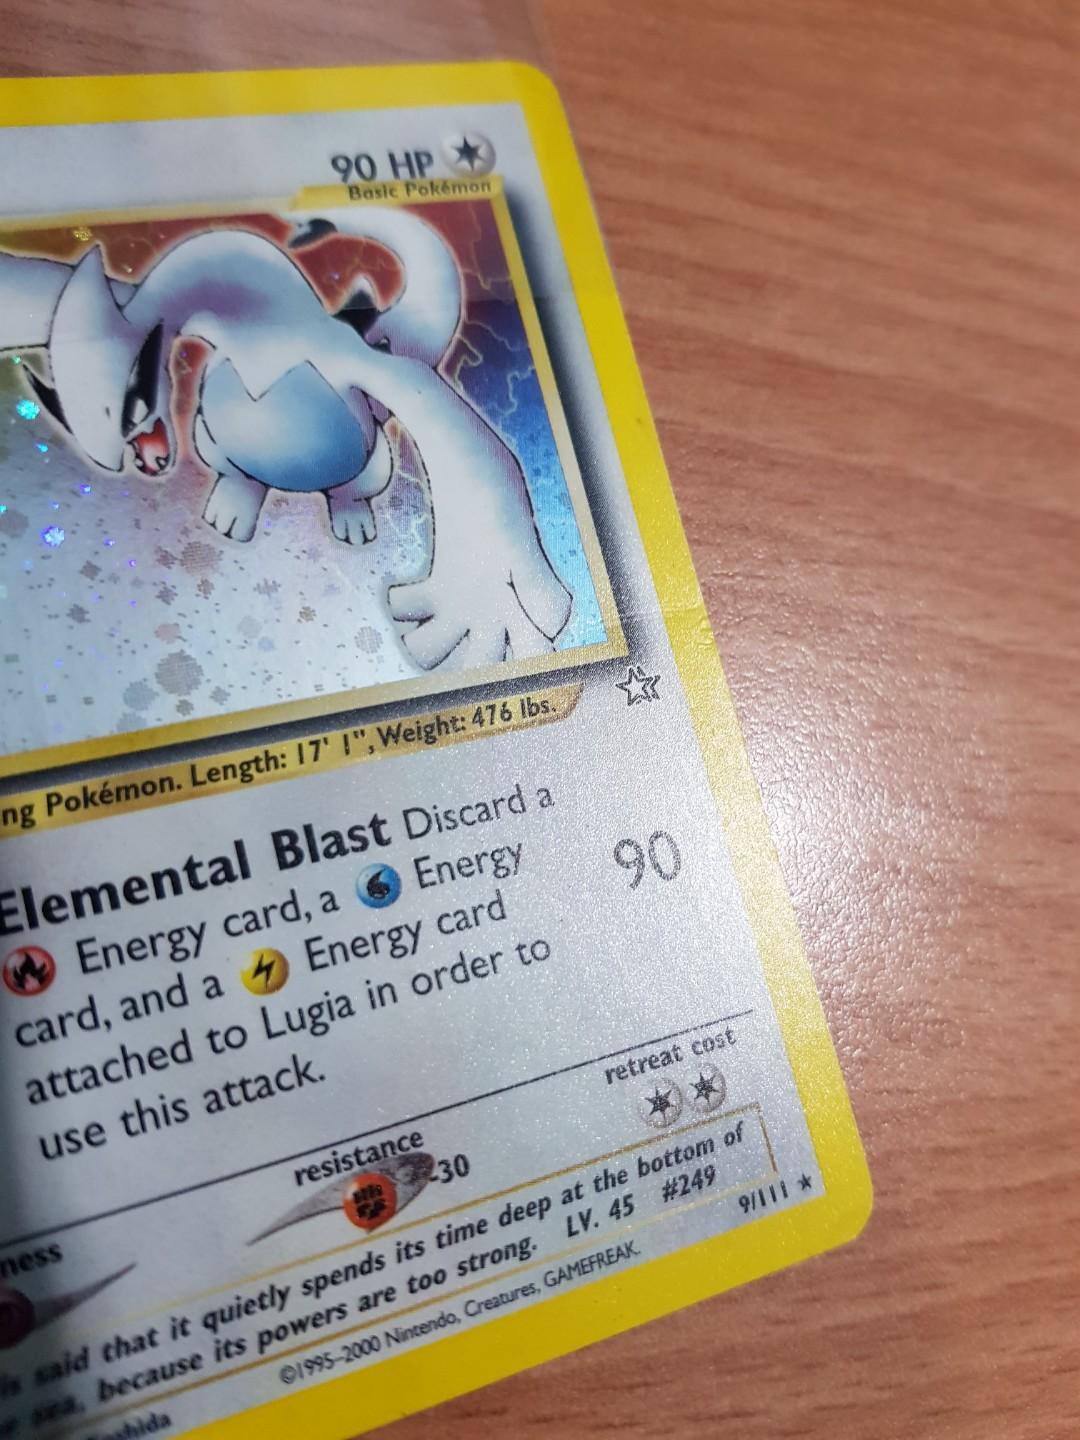 90 HP
Basic Pokémon
ng Pokémon. Length: 17' 1", Weight: 476 lbs.
Elemental Blast Discard a
Energy card, a Energy
card, and a Energy card
attached to Lugia in order to
use this attack.
90
retreat cost
resistance
-30
ness
is said that it quietly spends its time deep at the bottom of
sea, because its powers are too strong. LV. 45 #249
9/111 ★
©1995–2000 Nintendo, Creatures, GAMEFREAK.